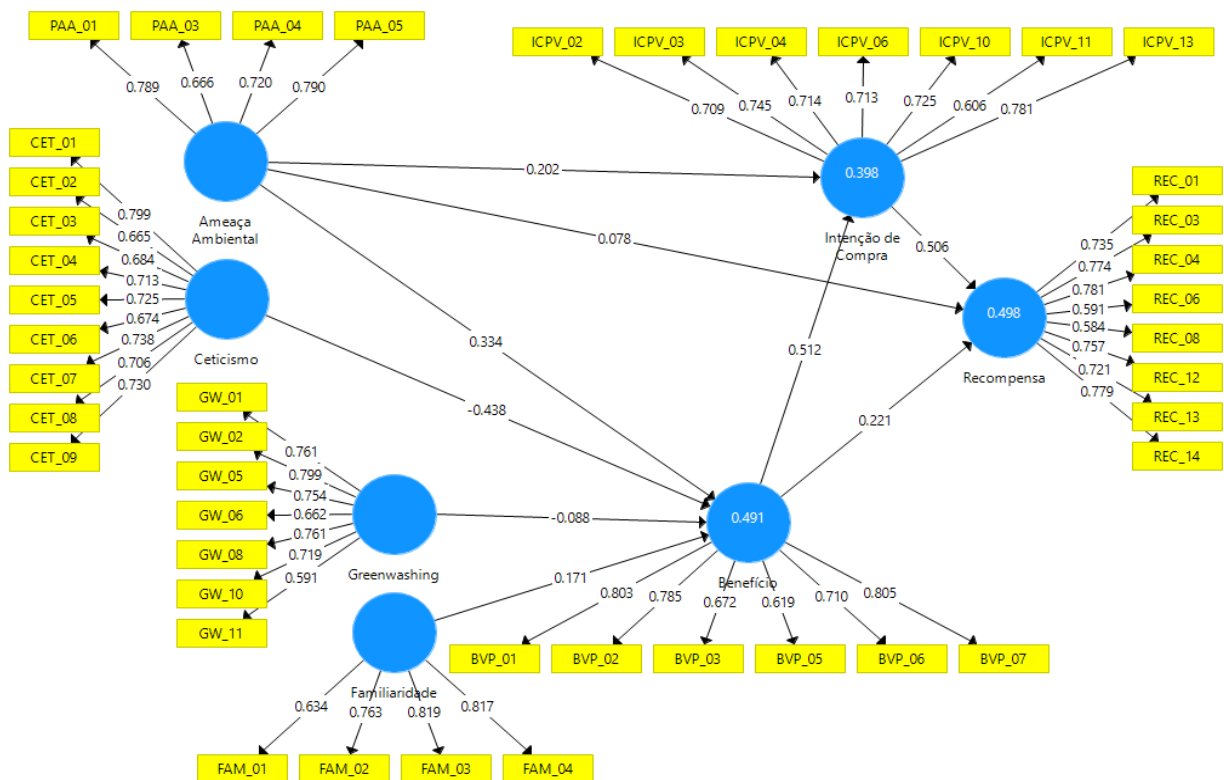 PAA_01
PAA_03
PAA_04
PAA_05
0.789
0.666
0.720
0.790
ICPV_02
ICPV_03
ICPV_04
ICPV_06
ICPV_10
ICPV_11
ICPV_13
0.709
0.745
0.714
0.713
0.725
0.606
0.781
CET_01
CET_02
CET_03
CET_04
CET_05
CET_06
CET_07
CET_08
CET_09
0.799
0.665
0.684
0.713
0.725
0.674
0.738
0.706
0.730
Ameaça
Ambiental
Ceticismo
0.202
0.078
0.334
-0.438
0.398
Intenção de
Compra
0.506
0.512
0.221
0.498
Recompensa
REC_01
REC_03
REC_04
REC_06
REC_08
REC_12
REC_13
REC_14
0.735
0.774
0.781
0.591
0.584
0.757
0.721
0.779
GW_01
GW_02
GW_05
GW_06
GW_08
GW_10
GW_11
0.761
0.799
0.754
0.662
0.761
0.719
0.591
Greenwashing
-0.088
0.171
0.491
Benefício
0.803
0.785
0.672
0.619
0.710
0.805
BVP_01
BVP_02
BVP_03
BVP_05
BVP_06
BVP_07
Familiaridade
0.634
0.763
0.819
0.817
FAM_01
FAM_02
FAM_03
FAM_04